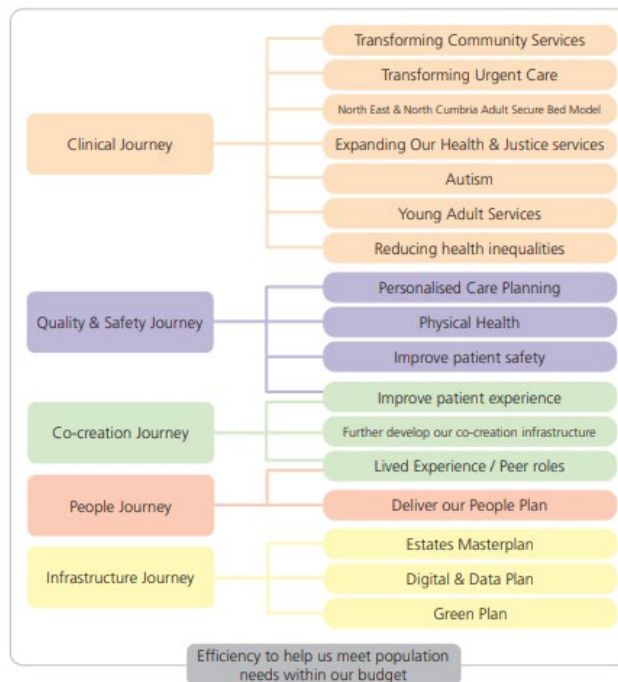 Clinical Journey
Transforming Community Services
Transforming Urgent Care
North East & North Cumbria Adult Secure Bed Model
Expanding Our Health & Justice services
Autism
Young Adult Services
Reducing health inequalities
Quality & Safety Journey
Personalised Care Planning
Physical Health
Improve patient safety
Co-creation Journey
Improve patient experience
Further develop our co-creation infrastructure
Lived Experience / Peer roles
People Journey
Deliver our People Plan
Infrastructure Journey
Estates Masterplan
Digital & Data Plan
Green Plan
Efficiency to help us meet population
needs within our budget